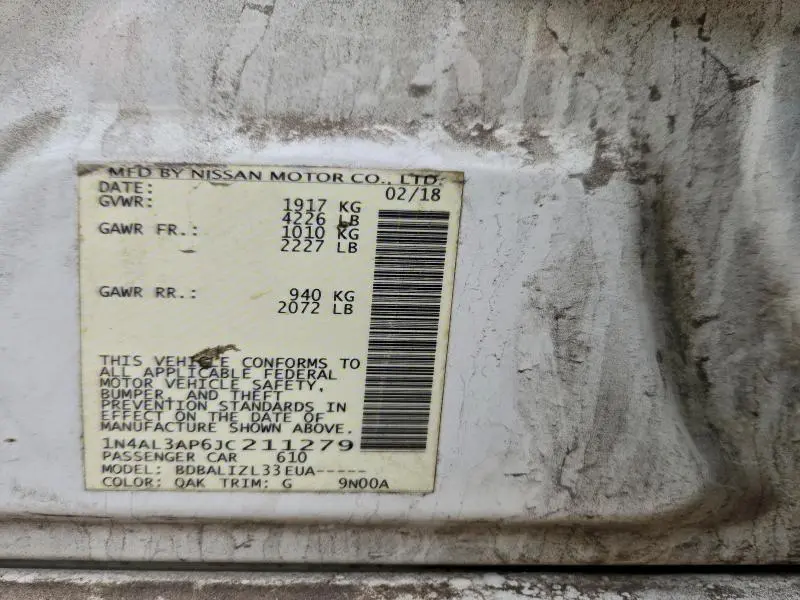 MFD BY NISSAN MOTOR CO., LTD.
DATE: 02/18
GVWR: 1917 KG
4226 LB
GAWR FR.: 1010 KG
2227 LB
GAWR RR.: 940 KG
2072 LB
THIS VEHICLE CONFORMS TO
ALL APPLICABLE FEDERAL
MOTOR VEHICLE SAFETY,
BUMPER, AND THEFT
PREVENTION STANDARDS IN
EFFECT ON THE DATE OF
MANUFACTURE SHOWN ABOVE.
1N4AL3AP6JC211279
PASSENGER CAR 610
MODEL: BDBALIZL33EUA-----
COLOR: QAK TRIM: G 9N00A